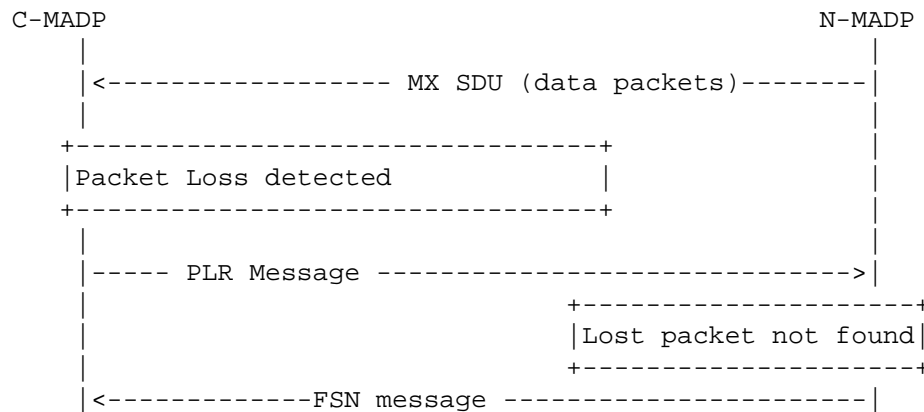 C-MADP N-MADP
MX SDU (data packets)
Packet Loss detected
PLR Message
Lost packet not found
FSN message